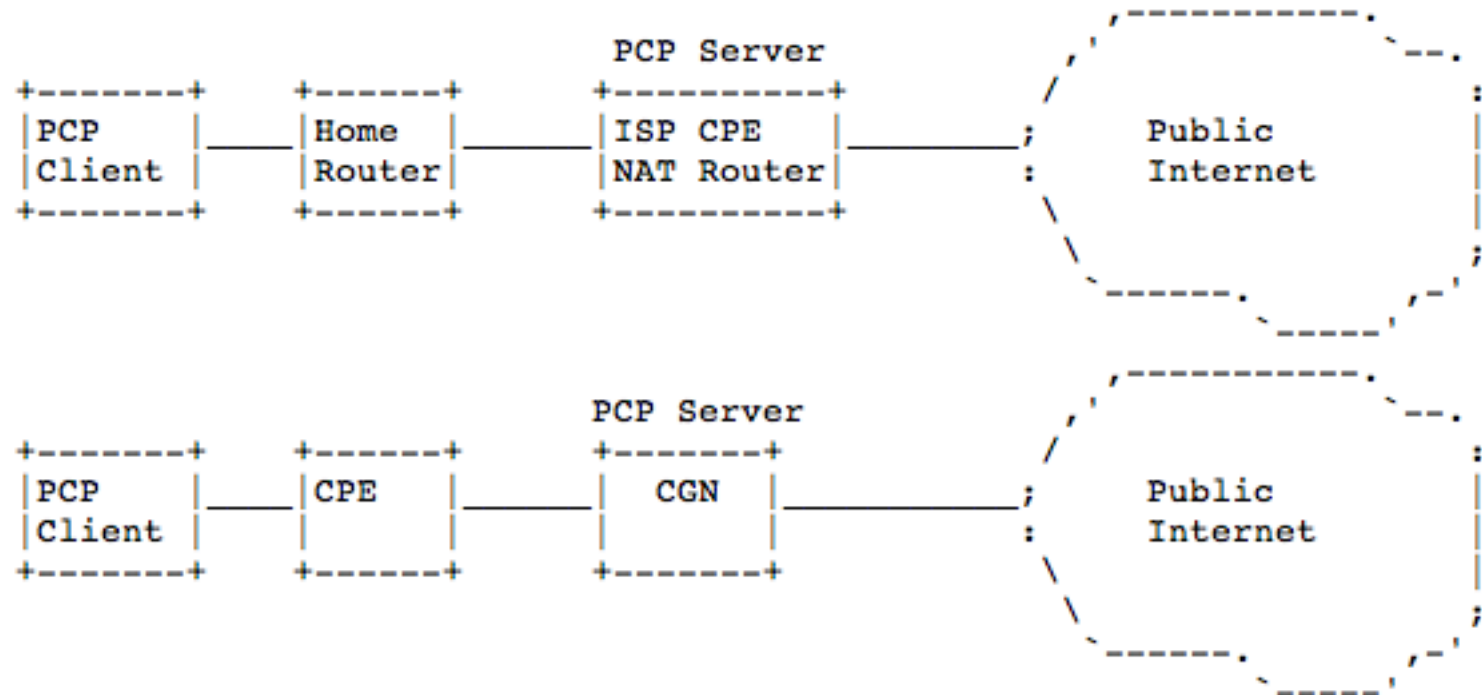 PCP Server
PCP Home ISP CPE Public
Client Router NAT Router Internet
PCP Server
PCP CPE CGN Public
Client Internet